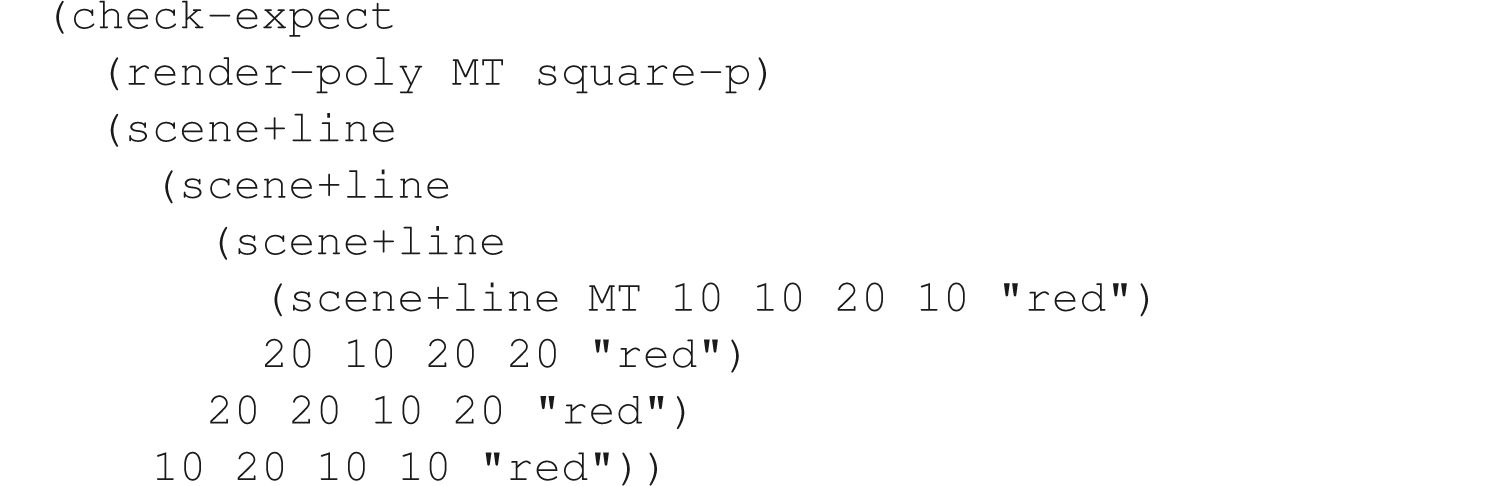 (check-expect
  (render-poly MT square-p)
  (scene+line
    (scene+line
      (scene+line
        (scene+line MT 10 10 20 10 "red")
        20 10 20 20 "red")
      20 20 10 20 "red")
    10 20 10 10 "red"))